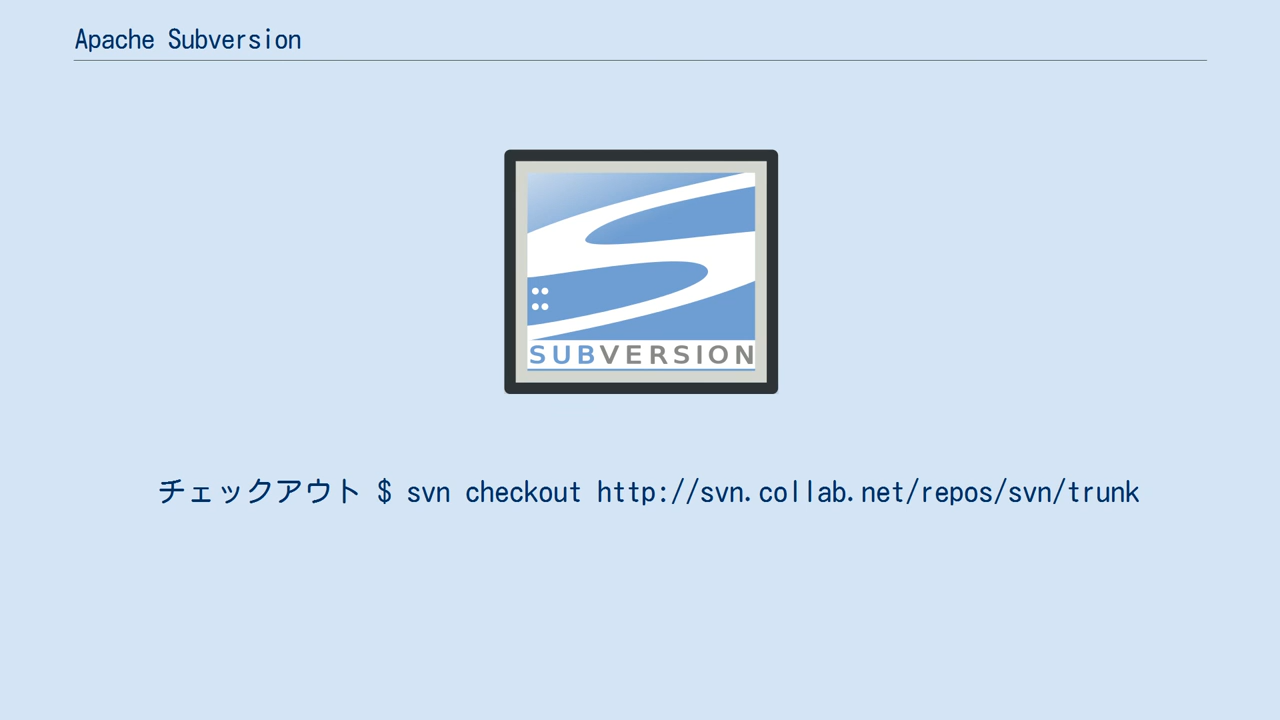 Apache Subversion
SUBVERSION
チェックアウト $ svn checkout http://svn.collab.net/repos/svn/trunk